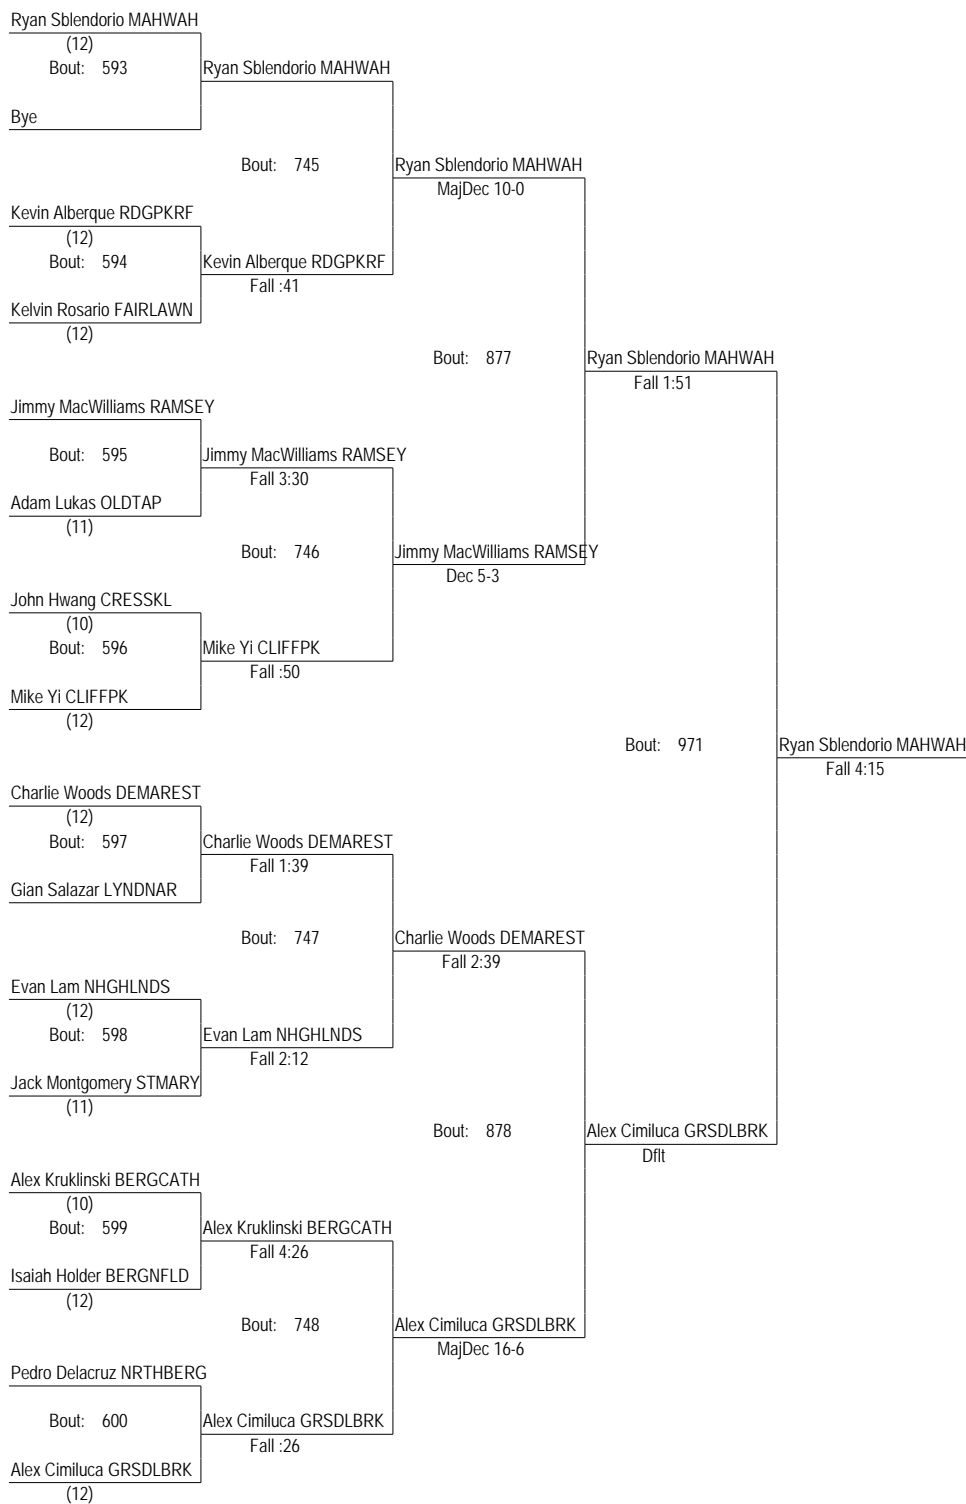 Ryan Sblendorio MAHWAH
(12)
Bout: 593
Ryan Sblendorio MAHWAH
Bye
Bout: 745
Ryan Sblendorio MAHWAH
MajDec 10-0
Kevin Alberque RDGPKRF
(12)
Bout: 594
Kevin Alberque RDGPKRF
Fall :41
Kelvin Rosario FAIRLAWN
(12)
Bout: 877
Ryan Sblendorio MAHWAH
Fall 1:51
Jimmy MacWilliams RAMSEY
Bout: 595
Jimmy MacWilliams RAMSEY
Fall 3:30
Adam Lukas OLDTAP
(11)
Bout: 746
Jimmy MacWilliams RAMSEY
Dec 5-3
John Hwang CRESSKL
(10)
Bout: 596
Mike Yi CLIFFPK
Fall :50
Mike Yi CLIFFPK
(12)
Bout: 971
Ryan Sblendorio MAHWAH
Fall 4:15
Charlie Woods DEMAREST
(12)
Bout: 597
Charlie Woods DEMAREST
Fall 1:39
Gian Salazar LYNDNAR
Bout: 747
Charlie Woods DEMAREST
Fall 2:39
Evan Lam NHGHLNDS
(12)
Bout: 598
Evan Lam NHGHLNDS
Fall 2:12
Jack Montgomery STMARY
(11)
Bout: 878
Alex Cimiluca GRSDLBRK
Dflt
Alex Kruklinski BERGCATH
(10)
Bout: 599
Alex Kruklinski BERGCATH
Fall 4:26
Isaiah Holder BERGNFLD
(12)
Bout: 748
Alex Cimiluca GRSDLBRK
MajDec 16-6
Pedro Delacruz NRTHBERG
Bout: 600
Alex Cimiluca GRSDLBRK
Fall :26
Alex Cimiluca GRSDLBRK
(12)